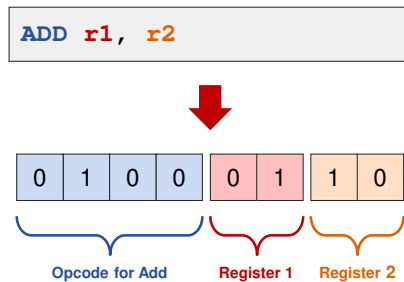 ADD r1, r2
0 1 0 0 0 1 1 0
Opcode for Add Register 1 Register 2